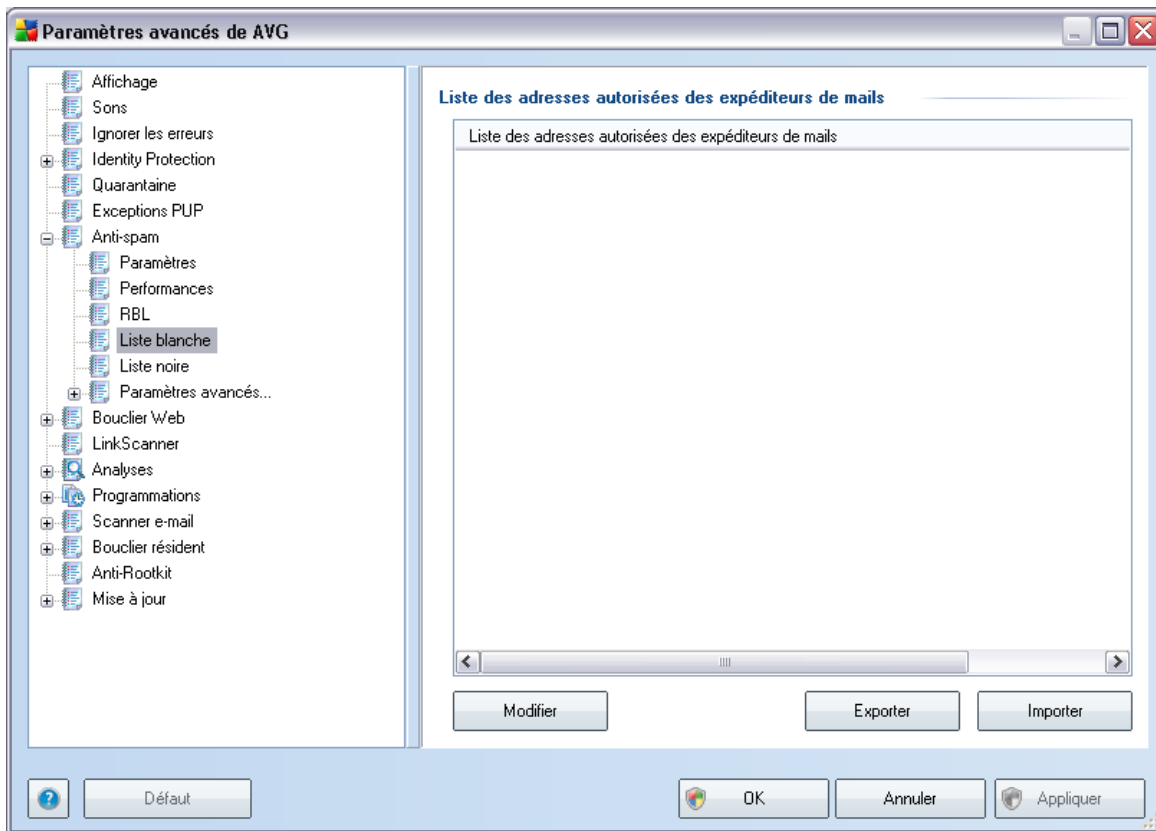 Paramètres avancés de AVG
Affichage
Sons
Ignorer les erreurs
Identity Protection
Quarantaine
Exceptions PUP
Anti-spam
Paramètres
Performances
RBL
Liste blanche
Liste noire
Paramètres avancés...
Bouclier Web
LinkScanner
Analyses
Programmations
Scanner e-mail
Bouclier résident
Anti-Rootkit
Mise à jour
Liste des adresses autorisées des expéditeurs de mails
Liste des adresses autorisées des expéditeurs de mails
Modifier
Exporter
Importer
Défaut
OK
Annuler
Appliquer